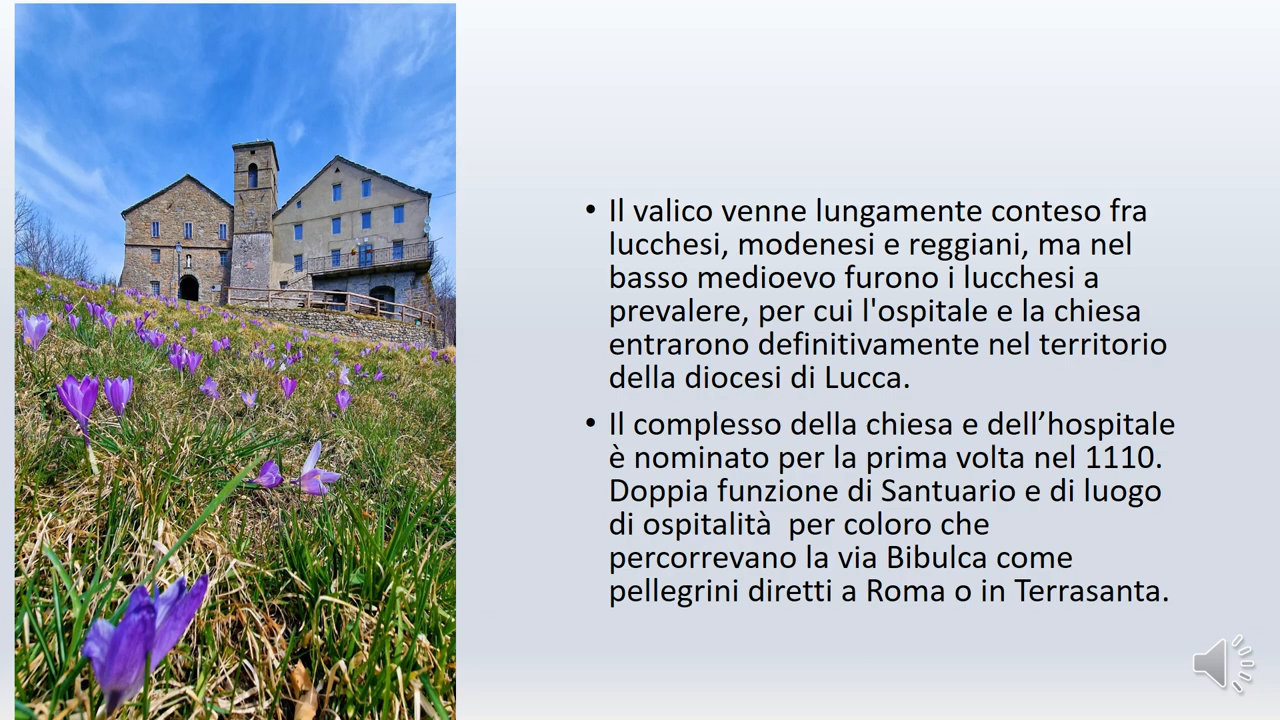 • Il valico venne lungamente conteso fra
lucchesi, modenesi e reggiani, ma nel
basso medioevo furono i lucchesi a
prevalere, per cui l'ospitale e la chiesa
entrarono definitivamente nel territorio
della diocesi di Lucca.
• Il complesso della chiesa e dell’hospitale
è nominato per la prima volta nel 1110.
Doppia funzione di Santuario e di luogo
di ospitalità  per coloro che
percorrevano la via Bibulca come
pellegrini diretti a Roma o in Terrasanta.